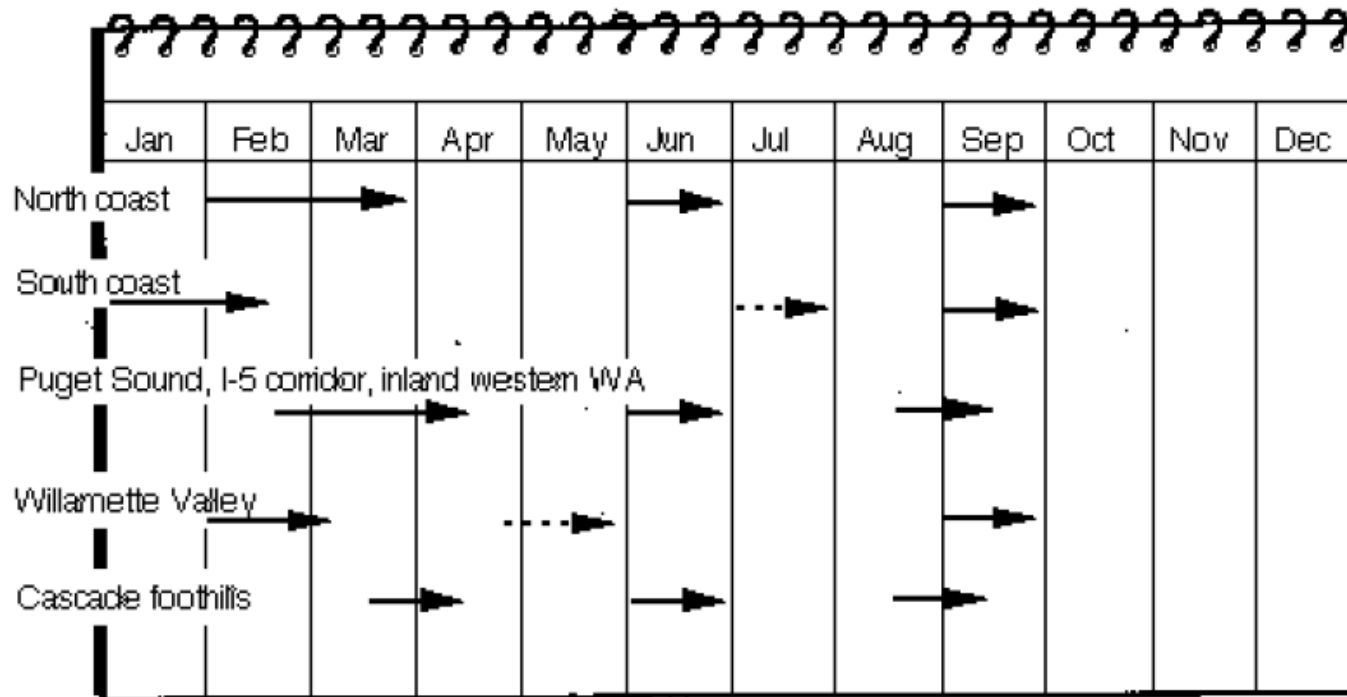 Jan Feb Mar Apr May Jun Jul Aug Sep Oct Nov Dec
North coast
South coast
Puget Sound, I-5 corridor, inland western WA
Willamette Valley
Cascade foothills